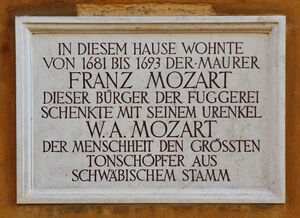 IN DIESEM HAUSE WOHNTE
VON 1681 BIS 1693 DER·MAURER
FRANZ MOZART
DIESER BÜRGER DER FUGGEREI
SCHENKTE MIT SEINEM URENKEL
W.A. MOZART
DER MENSCHHEIT DEN GRÖSSTEN
TONSCHÖPFER AUS
SCHWÄBISCHEM STAMM